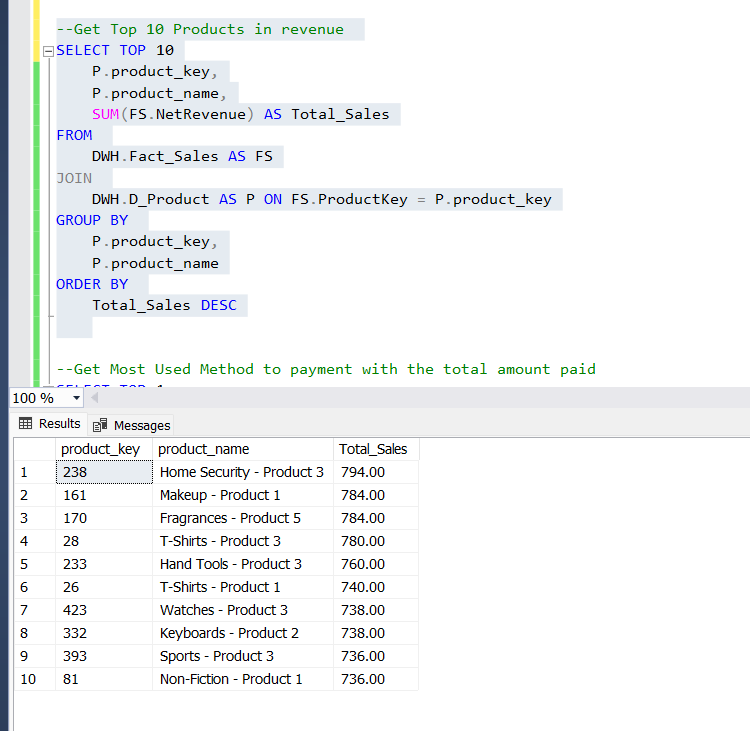 --Get Top 10 Products in revenue
SELECT TOP 10
P.product_key,
P.product_name,
SUM(FS.NetRevenue) AS Total_Sales
FROM
DWH.Fact_Sales AS FS
JOIN
DWH.D_Product AS P ON FS.ProductKey = P.product_key
GROUP BY
P.product_key,
P.product_name
ORDER BY
Total_Sales DESC
--Get Most Used Method to payment with the total amount paid
SELECT TOP 1
100 %
Results Messages
product_key product_name Total_Sales
1 238 Home Security - Product 3 794.00
2 161 Makeup - Product 1 784.00
3 170 Fragrances - Product 5 784.00
4 28 T-Shirts - Product 3 780.00
5 233 Hand Tools - Product 3 760.00
6 26 T-Shirts - Product 1 740.00
7 423 Watches - Product 3 738.00
8 332 Keyboards - Product 2 738.00
9 393 Sports - Product 3 736.00
10 81 Non-Fiction - Product 1 736.00